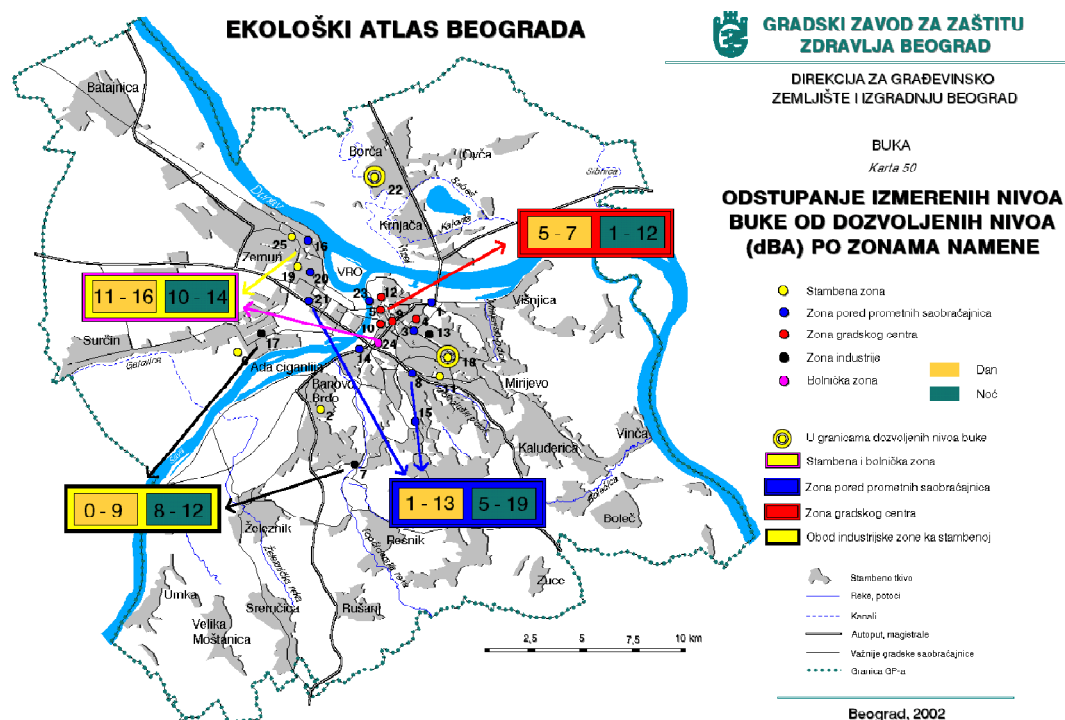 EKOLOŠKI ATLAS BEOGRADA
GRADSKI ZAVOD ZA ZAŠTITU
ZDRAVLJA BEOGRAD
DIREKCIJA ZA GRAĐEVINSKO
ZEMLJIŠTE I IZGRADNJU BEOGRAD
BUKA
Karta 50
ODSTUPANJE IZMERENIH NIVOA
BUKE OD DOZVOLJENIH NIVOA
(dBA) PO ZONAMA NAMENE
Stambena zona
Zona pored prometnih saobraćajnica
Zona gradskog centra
Zona industrije
Bolnička zona
Dan
Noć
U granicama dozvoljenih nivoa buke
Stambena i bolnička zona
Zona pored prometnih saobraćajnica
Zona gradskog centra
Obod industrijske zone ka stambenoj
Stambeno tkivo
Reke, potoci
Kanali
Autoput, magistrale
Važnije gradske saobraćajnice
Granica GP-a
Beograd, 2002
Batajnica
Borča
Ovča
22
Dunav
Krnjača
5 - 7
1 - 12
25
16
Zemun
19
20
VRO
21
23
12
11 - 16
10 - 14
Višnjica
1
10
13
Surčin
17
24
14
18
Ada ciganlija
Galovica
Mirijevo
8
11
Banovo
Brdo
2
15
Kaluđerica
Vinča
7
0 - 9
8 - 12
1 - 13
5 - 19
Boleč
Železnik
Železnička reka
Topčiderska reka
Resnik
Zuce
Umka
Velika
Moštanica
Sremčica
Rušanj
2,5
5
7,5
10 km